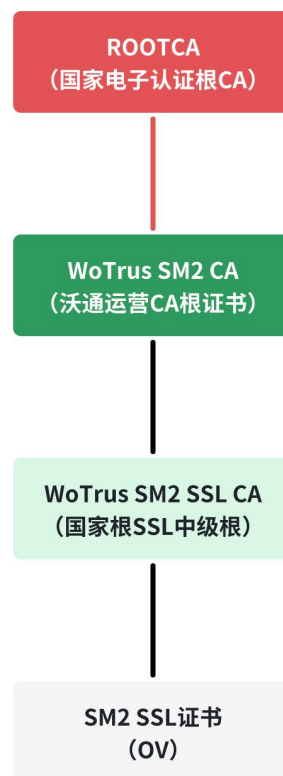 ROOTCA
（国家电子认证根CA）
WoTrus SM2 CA
（沃通运营CA根证书）
WoTrus SM2 SSL CA
（国家根SSL中级根）
SM2 SSL证书
（OV）